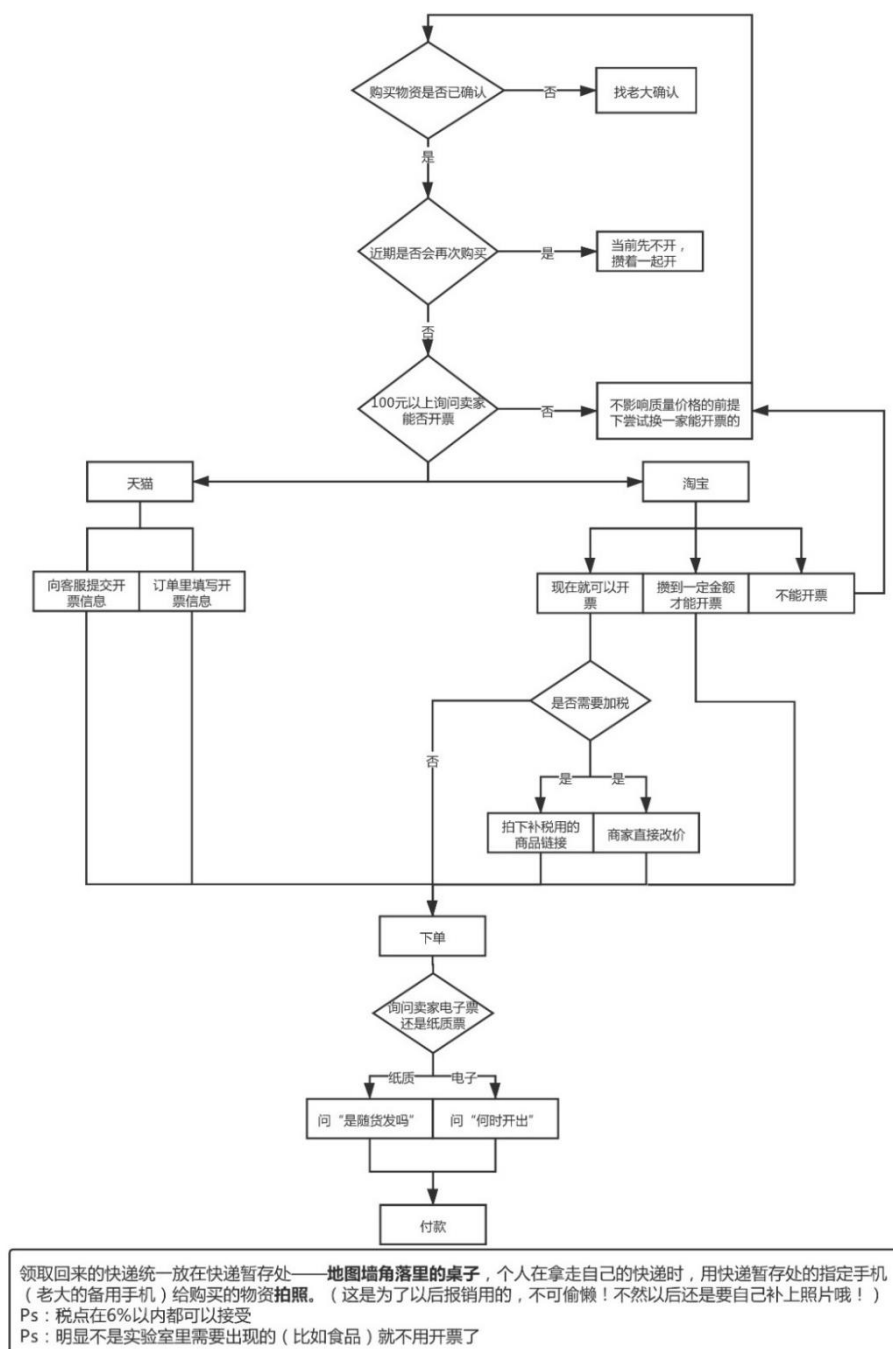 购买物资是否已确认
否
找老大确认
是
近期是否会再次购买
是
当前先不开，
攒着一起开
否
100元以上询问卖家
能否开票
否
不影响质量价格的前提
下尝试换一家能开票的
天猫
淘宝
向客服提交开
票信息
订单里填写开
票信息
现在就可以开
票
攒到一定金额
才能开票
不能开票
是否需要加税
否
是
是
拍下补税用的
商品链接
商家直接改价
下单
询问卖家电子票
还是纸质票
纸质
电子
问“是随货发吗”
问“何时开出”
付款
领取回来的快递统一放在快递暂存处——地图墙角落里的桌子，个人在拿走自己的快递时，用快递暂存处的指定手机
（老大的备用手机）给购买的物资拍照。（这是为了以后报销用的，不可偷懒！不然以后还是要自己补上照片哦！）
Ps：税点在6%以内都可以接受
Ps：明显不是实验室里需要出现的（比如食品）就不用开票了